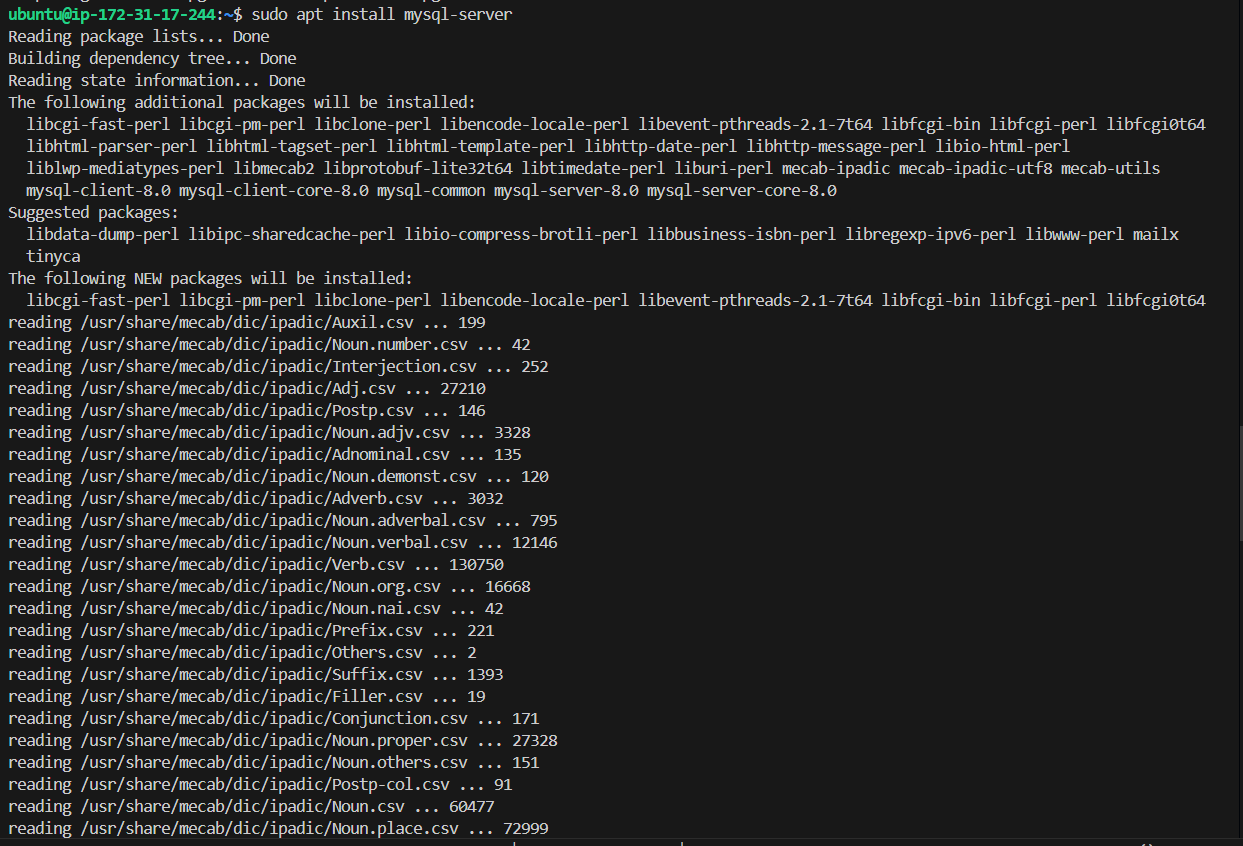 ubuntu@ip-172-31-17-244:~$ sudo apt install mysql-server
Reading package lists... Done
Building dependency tree... Done
Reading state information... Done
The following additional packages will be installed:
  libcgi-fast-perl libcgi-pm-perl libclone-perl libencode-locale-perl libevent-pthreads-2.1-7t64 libfcgi-bin libfcgi-perl libfcgi0t64
  libhtml-parser-perl libhtml-tagset-perl libhtml-template-perl libhttp-date-perl libhttp-message-perl libio-html-perl
  liblwp-mediatypes-perl libmecab2 libprotobuf-lite32t64 libtimedate-perl liburi-perl mecab-ipadic mecab-ipadic-utf8 mecab-utils
  mysql-client-8.0 mysql-client-core-8.0 mysql-common mysql-server-8.0 mysql-server-core-8.0
Suggested packages:
  libdata-dump-perl libipc-sharedcache-perl libio-compress-brotli-perl libbusiness-isbn-perl libregexp-ipv6-perl libwww-perl mailx
  tinyca
The following NEW packages will be installed:
  libcgi-fast-perl libcgi-pm-perl libclone-perl libencode-locale-perl libevent-pthreads-2.1-7t64 libfcgi-bin libfcgi-perl libfcgi0t64
reading /usr/share/mecab/dic/ipadic/Auxil.csv ... 199
reading /usr/share/mecab/dic/ipadic/Noun.number.csv ... 42
reading /usr/share/mecab/dic/ipadic/Interjection.csv ... 252
reading /usr/share/mecab/dic/ipadic/Adj.csv ... 27210
reading /usr/share/mecab/dic/ipadic/Postp.csv ... 146
reading /usr/share/mecab/dic/ipadic/Noun.adjv.csv ... 3328
reading /usr/share/mecab/dic/ipadic/Adnominal.csv ... 135
reading /usr/share/mecab/dic/ipadic/Noun.demonst.csv ... 120
reading /usr/share/mecab/dic/ipadic/Adverb.csv ... 3032
reading /usr/share/mecab/dic/ipadic/Noun.adverbal.csv ... 795
reading /usr/share/mecab/dic/ipadic/Noun.verbal.csv ... 12146
reading /usr/share/mecab/dic/ipadic/Verb.csv ... 130750
reading /usr/share/mecab/dic/ipadic/Noun.org.csv ... 16668
reading /usr/share/mecab/dic/ipadic/Noun.nai.csv ... 42
reading /usr/share/mecab/dic/ipadic/Prefix.csv ... 221
reading /usr/share/mecab/dic/ipadic/Others.csv ... 2
reading /usr/share/mecab/dic/ipadic/Suffix.csv ... 1393
reading /usr/share/mecab/dic/ipadic/Filler.csv ... 19
reading /usr/share/mecab/dic/ipadic/Conjunction.csv ... 171
reading /usr/share/mecab/dic/ipadic/Noun.proper.csv ... 27328
reading /usr/share/mecab/dic/ipadic/Noun.others.csv ... 151
reading /usr/share/mecab/dic/ipadic/Postp-col.csv ... 91
reading /usr/share/mecab/dic/ipadic/Noun.csv ... 60477
reading /usr/share/mecab/dic/ipadic/Noun.place.csv ... 72999